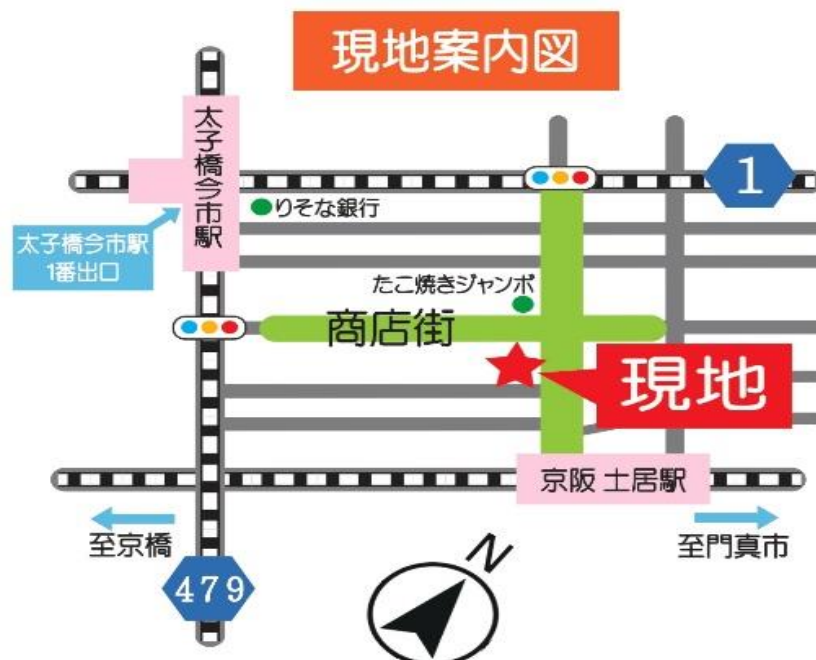 現地案内図
太子橋今市駅
1
りそな銀行
太子橋今市駅
1番出口
たこ焼きジャンボ
商店街
現地
京阪 土居駅
至京橋
至門真市
479
N